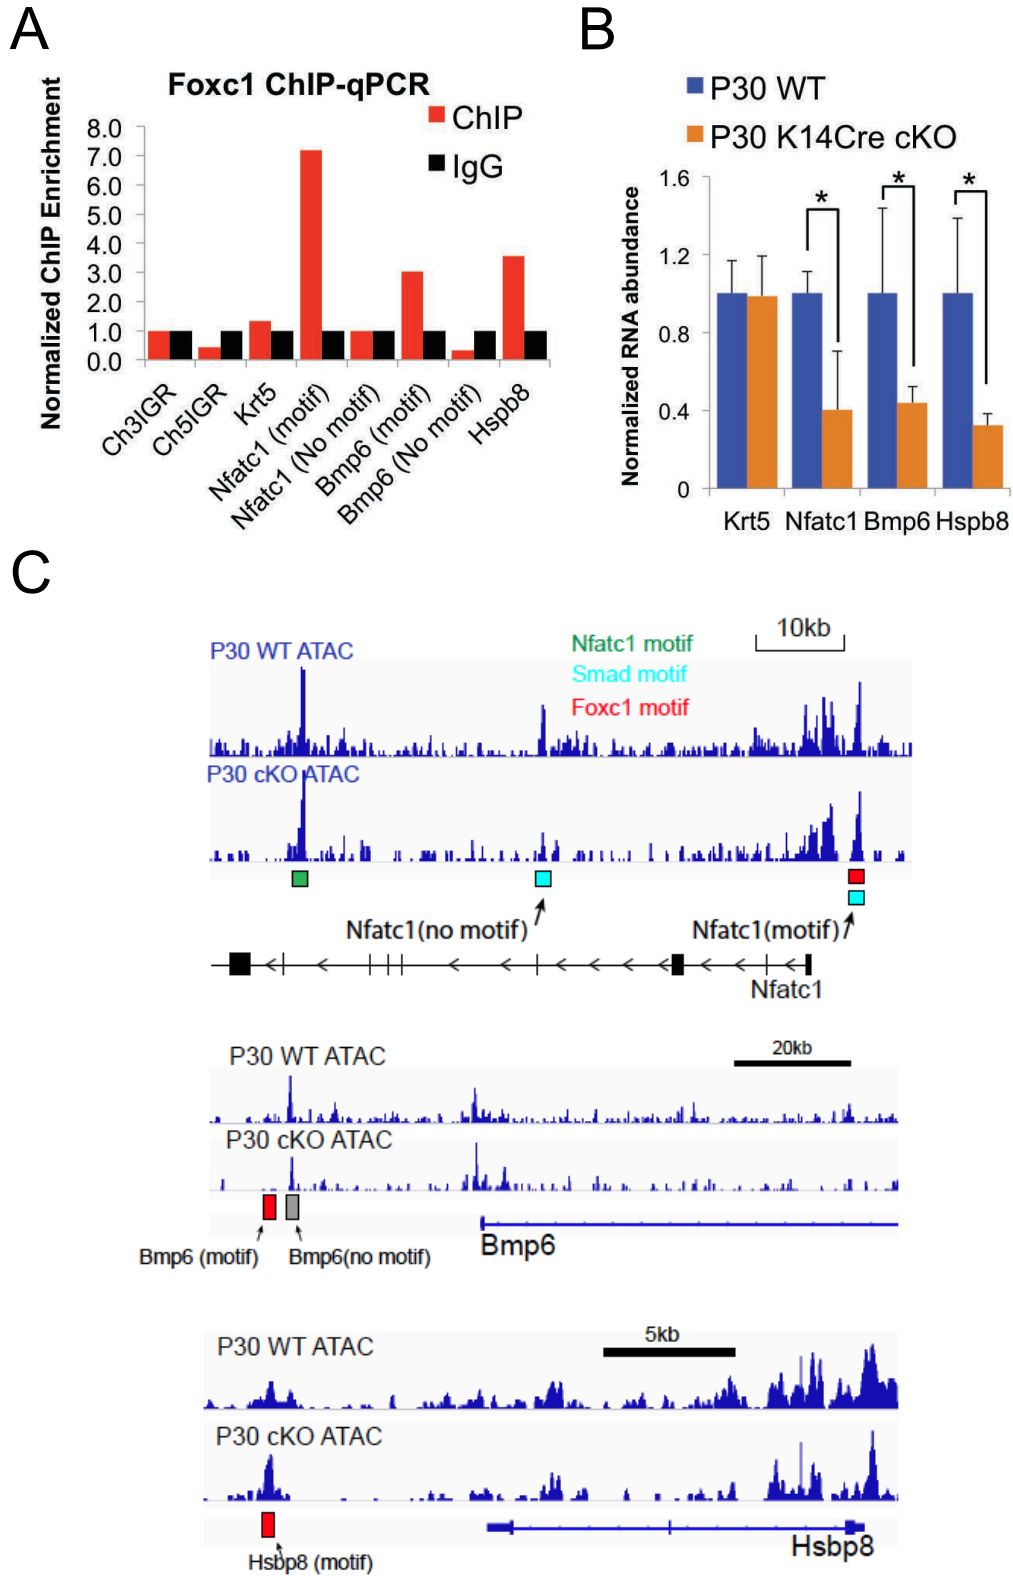 A
Foxc1 ChIP-qPCR
ChIP
IgG
Normalized ChIP Enrichment
8.0
7.0
6.0
5.0
4.0
3.0
2.0
1.0
0.0
Ch3IGR
Ch5IGR
Krt5
Nfatc1 (motif)
Nfatc1 (No motif)
Bmp6 (motif)
Bmp6 (No motif)
Hspb8
B
P30 WT
P30 K14Cre cKO
Normalized RNA abundance
1.6
1.2
0.8
0.4
0
*
*
*
Krt5 Nfatc1 Bmp6 Hspb8
C
P30 WT ATAC
Nfatc1 motif
Smad motif
Foxc1 motif
10kb
P30 cKO ATAC
Nfatc1(no motif)
Nfatc1(motif)
Nfatc1
P30 WT ATAC
20kb
P30 cKO ATAC
Bmp6 (motif)
Bmp6(no motif)
Bmp6
P30 WT ATAC
5kb
P30 cKO ATAC
Hsbp8 (motif)
Hsbp8